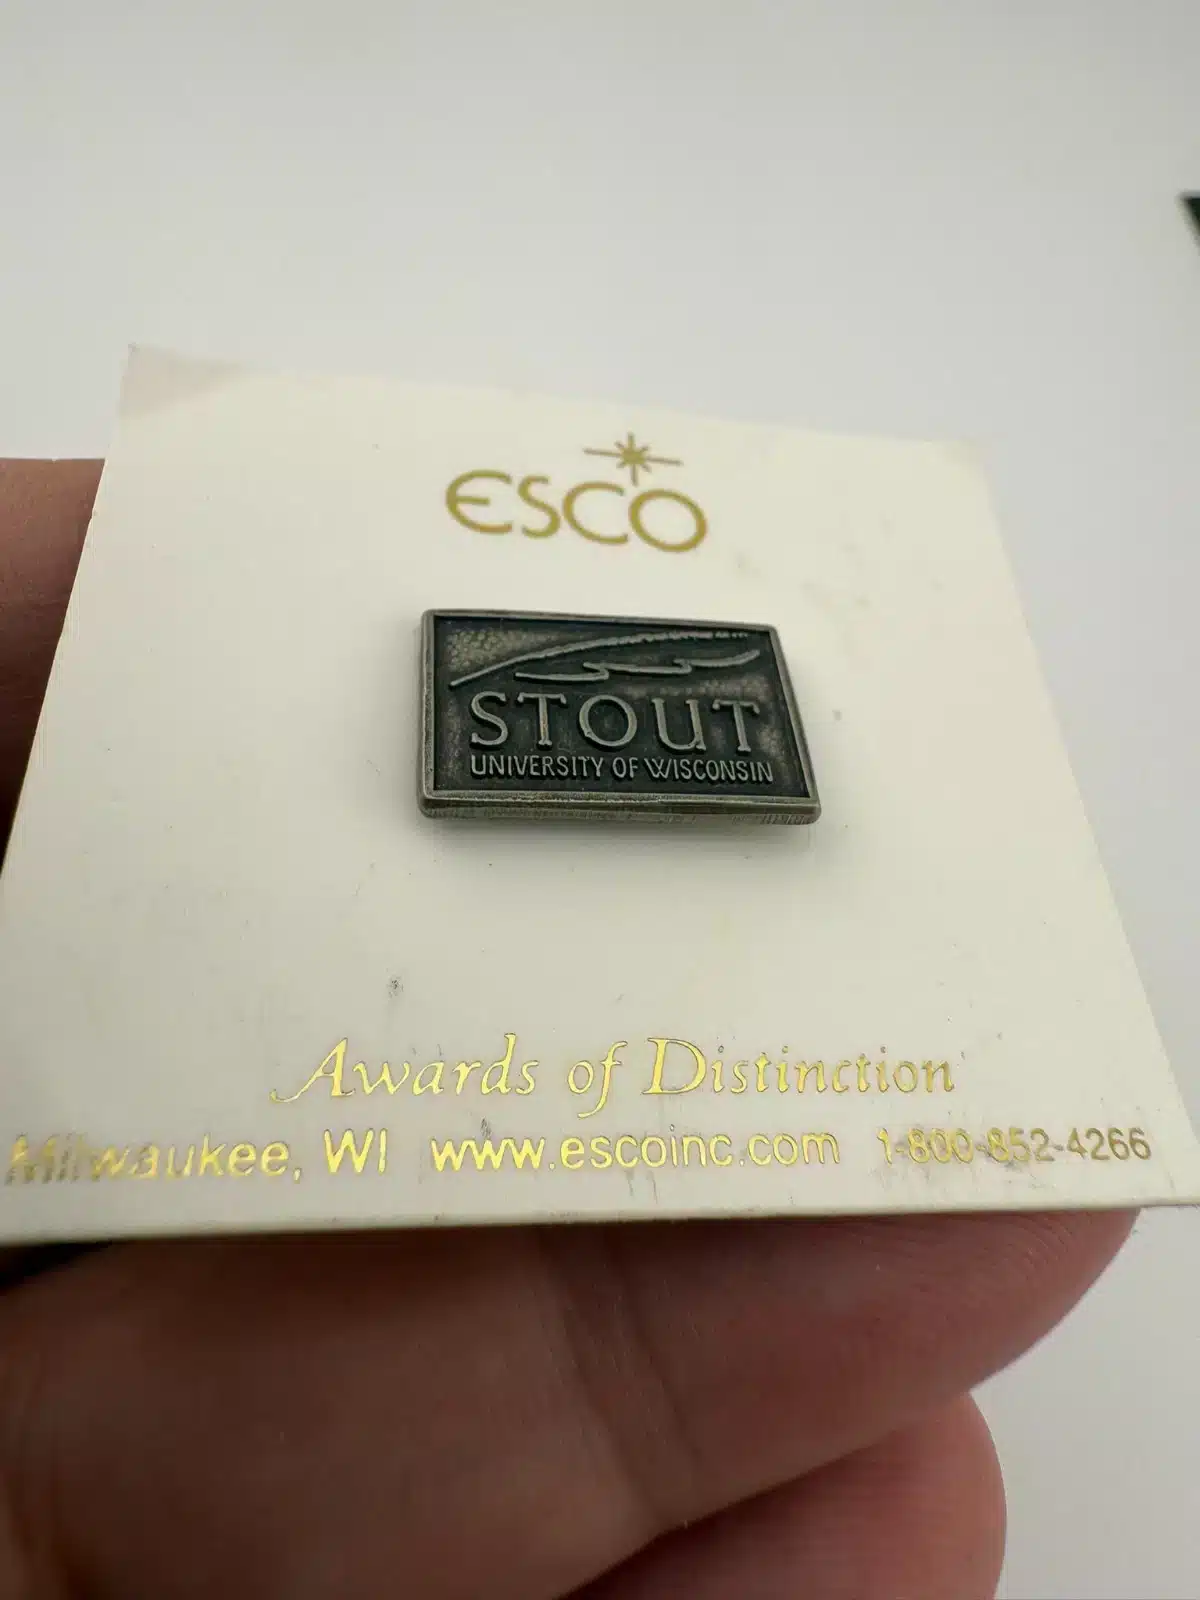 ESCO
STOUT
UNIVERSITY OF WISCONSIN
Awards of Distinction
Milwaukee, WI www.escoinc.com 1-800-852-4266